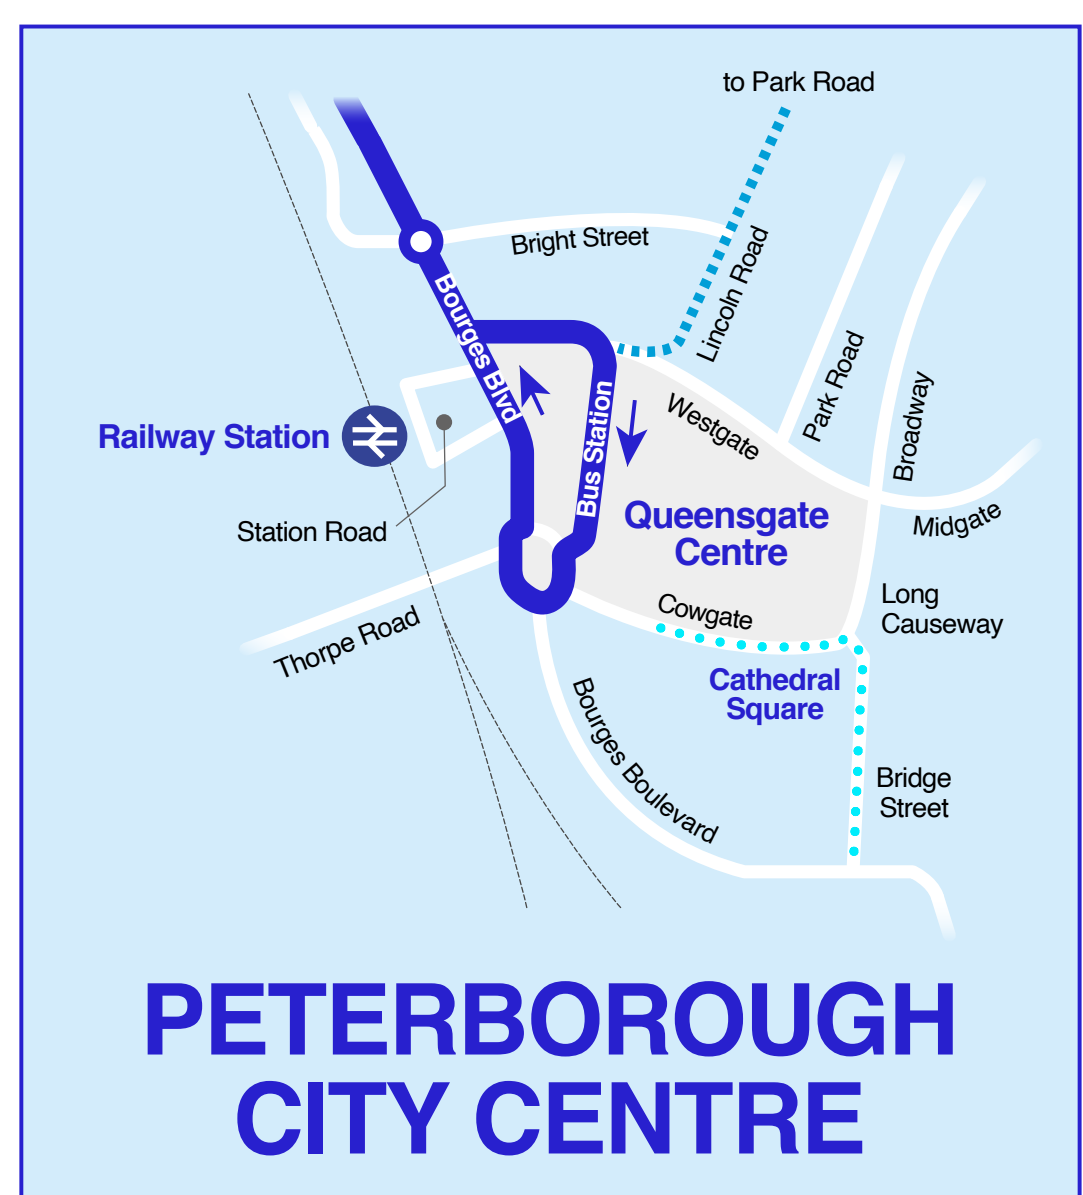 to Park Road
Bright Street
Lincoln Road
Bourges Blvd
Park Road
Broadway
Westgate
Railway Station
Bus Station
Queensgate
Centre
Midgate
Station Road
Long
Causeway
Cowgate
Thorpe Road
Cathedral
Square
Bourges Boulevard
Bridge
Street
PETERBOROUGH
CITY CENTRE